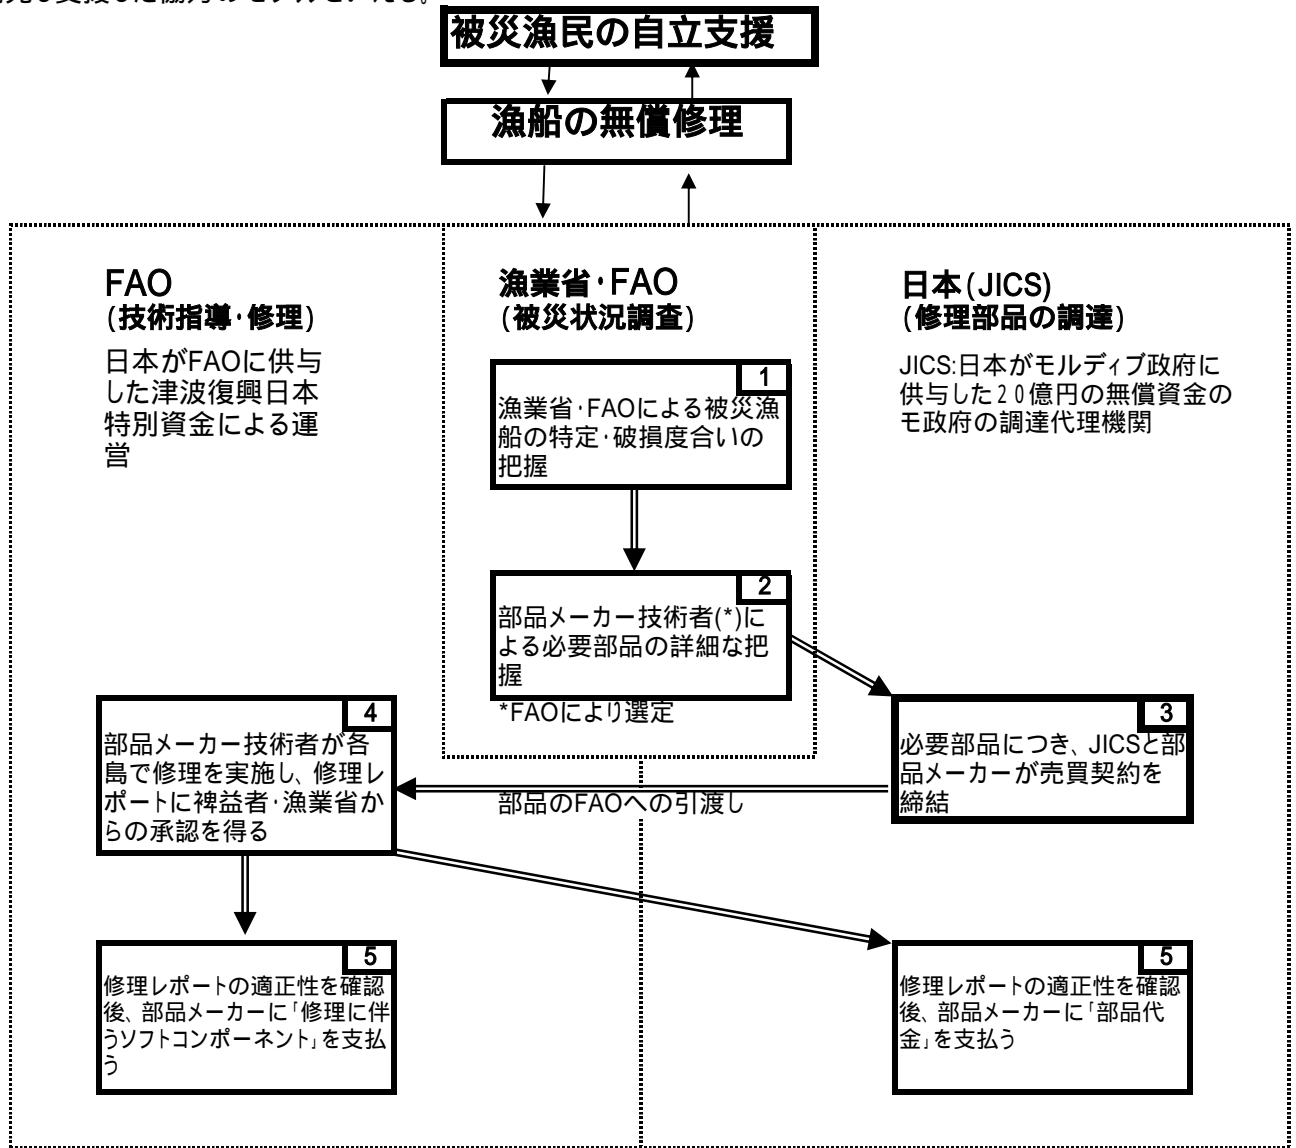 被災漁民の自立支援
漁船の無償修理
FAO
(技術指導・修理)
日本がFAOに供与
した津波復興日本
特別資金による運
営
漁業省・FAO
(被災状況調査)
1
漁業省・FAOによる被災漁
船の特定・破損度合いの
把握
2
部品メーカー技術者(*)に
よる必要部品の詳細な把
握
*FAOにより選定
日本(JICS)
(修理部品の調達)
JICS:日本がモルディブ政府に
供与した20億円の無償資金の
モ政府の調達代理機関
3
必要部品につき、JICSと部
品メーカーが売買契約を
締結
部品のFAOへの引渡し
4
部品メーカー技術者が各
島で修理を実施し、修理レ
ポートに裨益者・漁業省か
らの承認を得る
5
修理レポートの適正性を確認
後、部品メーカーに「修理に伴
うソフトコンポーネント」を支払
う
5
修理レポートの適正性を確認
後、部品メーカーに「部品代
金」を支払う